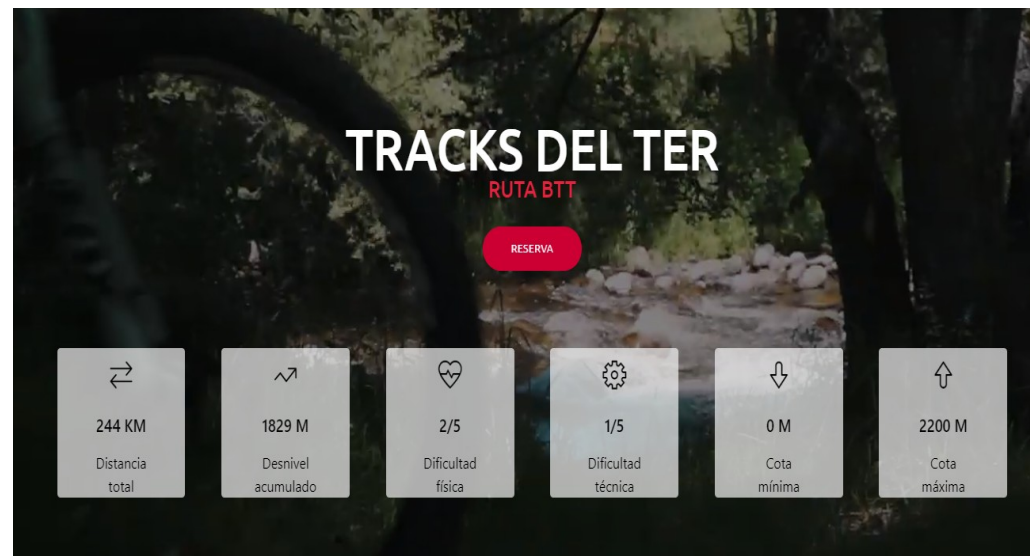 TRACKS DEL TER
RUTA BTT
RESERVA
244 KM
Distancia
total
1829 M
Desnivel
acumulado
2/5
Dificultad
física
1/5
Dificultad
técnica
0 M
Cota
mínima
2200 M
Cota
máxima